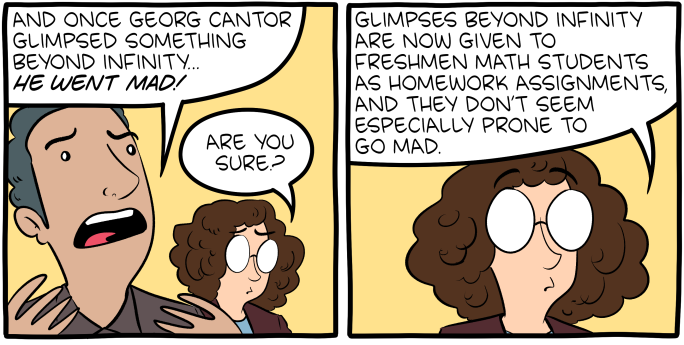 AND ONCE GEORG CANTOR
GLIMPSED SOMETHING
BEYOND INFINITY...
HE WENT MAD!
ARE YOU
SURE?
GLIMPSES BEYOND INFINITY
ARE NOW GIVEN TO
FRESHMEN MATH STUDENTS
AS HOMEWORK ASSIGNMENTS,
AND THEY DON'T SEEM
ESPECIALLY PRONE TO
GO MAD.